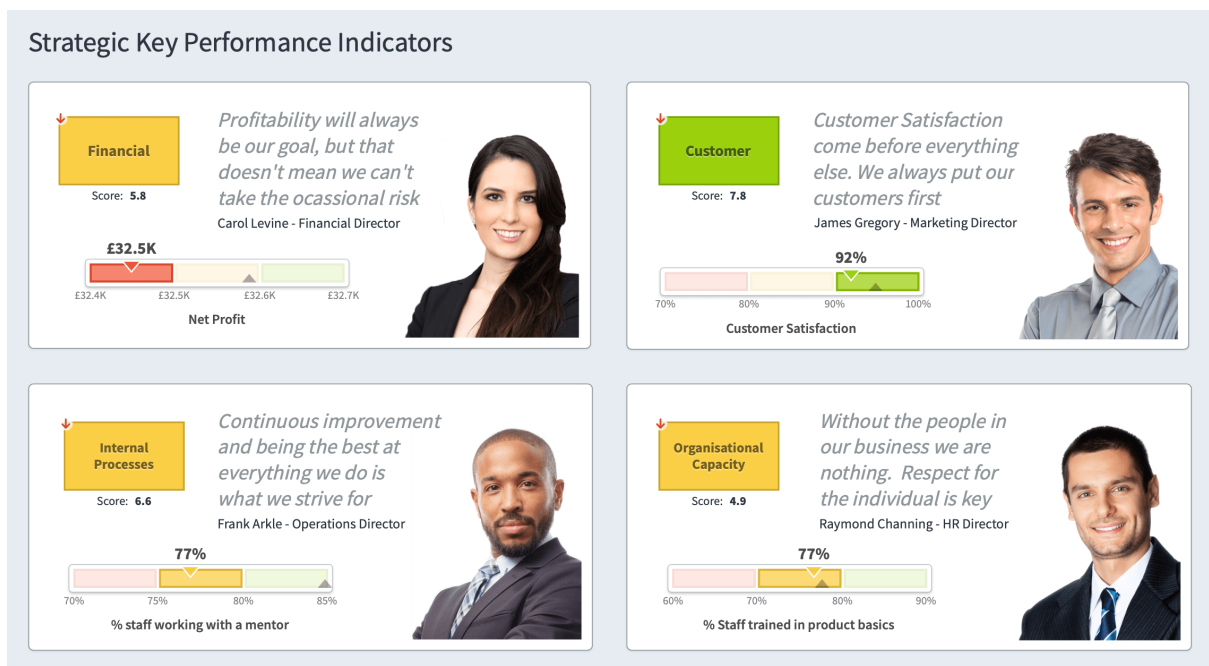 Strategic Key Performance Indicators
Financial
Score: 5.8
Profitability will always
be our goal, but that
doesn't mean we can't
take the ocassional risk
Carol Levine - Financial Director
£32.5K
£32.4K £32.5K £32.6K £32.7K
Net Profit
Customer
Score: 7.8
Customer Satisfaction
come before everything
else. We always put our
customers first
James Gregory - Marketing Director
92%
70% 80% 90% 100%
Customer Satisfaction
Internal
Processes
Score: 6.6
Continuous improvement
and being the best at
everything we do is
what we strive for
Frank Arkle - Operations Director
77%
70% 75% 80% 85%
% staff working with a mentor
Organisational
Capacity
Score: 4.9
Without the people in
our business we are
nothing. Respect for
the individual is key
Raymond Channing - HR Director
77%
60% 70% 80% 90%
% Staff trained in product basics